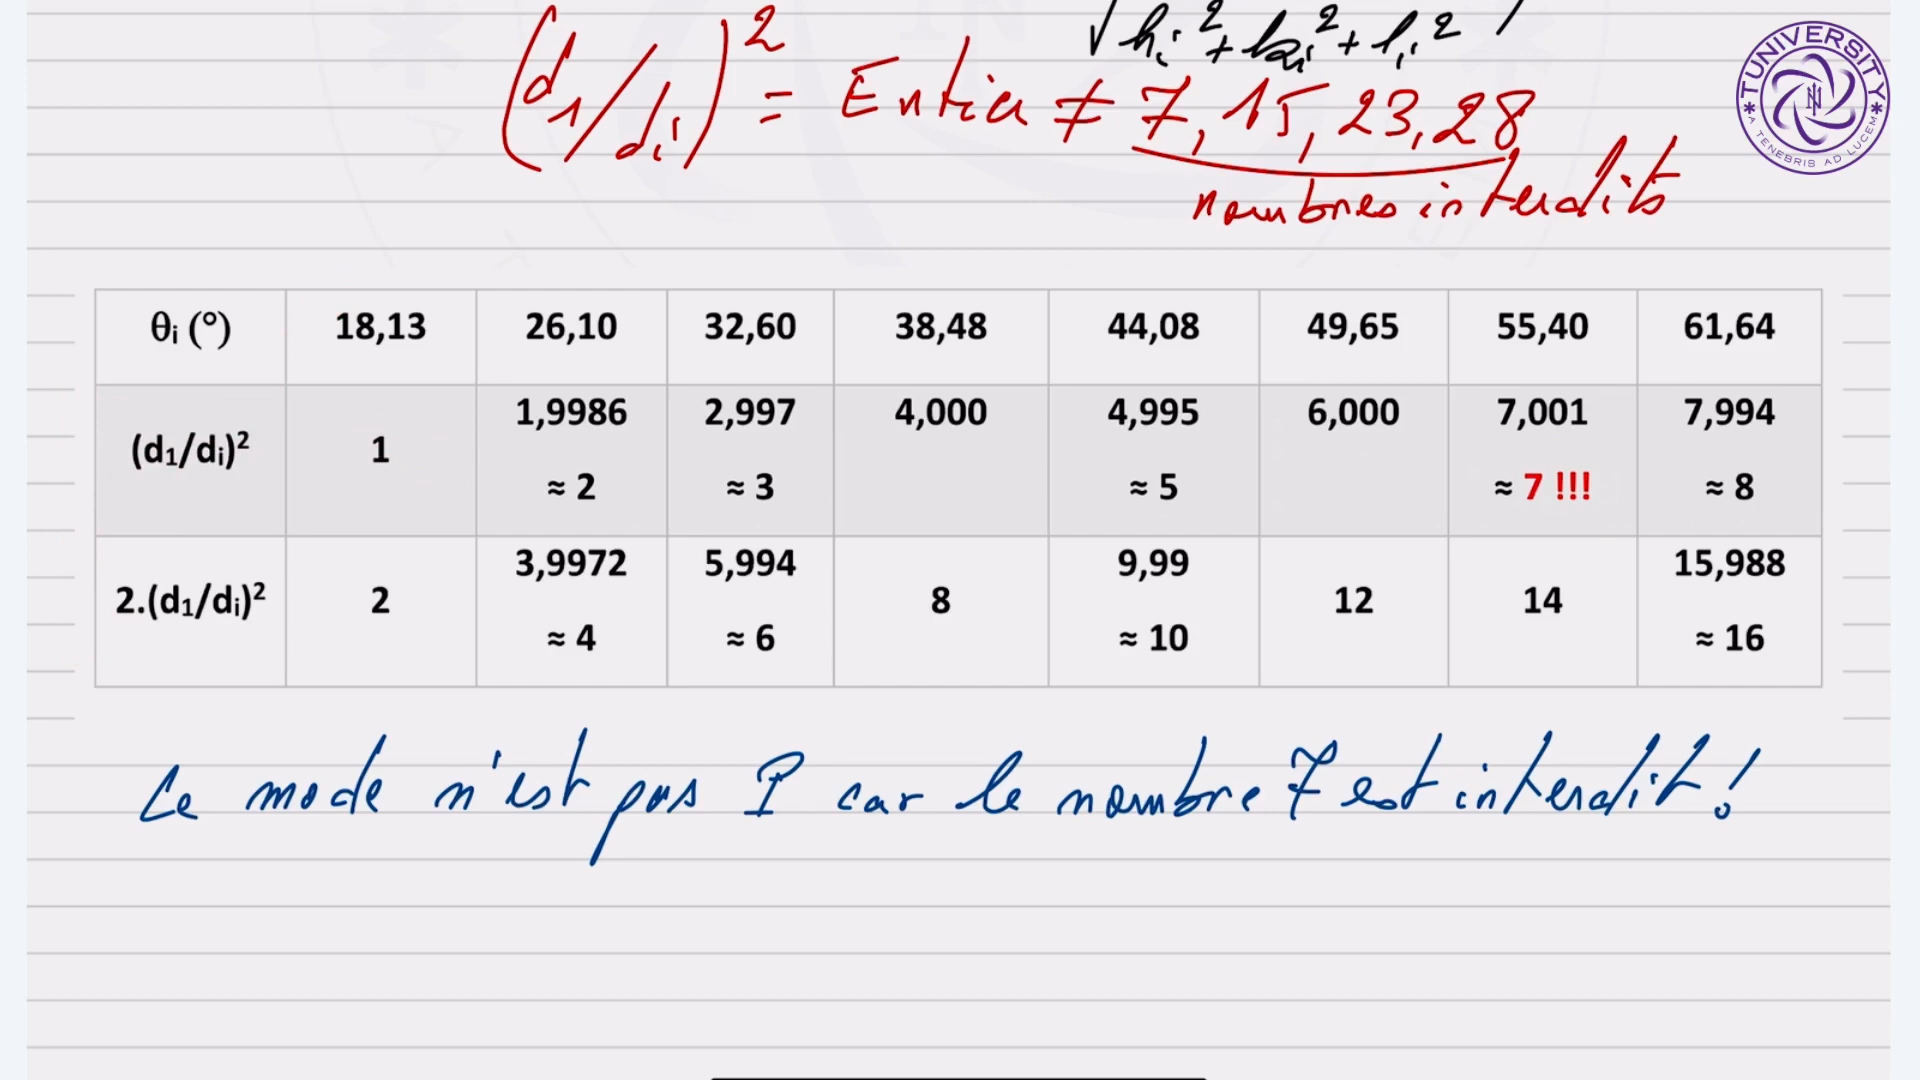 √hi²+ki²+li²
(d1/di)² = Entier ≠ 7, 15, 23, 28
nombres interdits
TUNIVERSITY
A TENEBRIS AD LUCEM
θi (°) 18,13 26,10 32,60 38,48 44,08 49,65 55,40 61,64
(d1/di)² 1 1,9986 ≈ 2 2,997 ≈ 3 4,000 4,995 ≈ 5 6,000 7,001 ≈ 7 !!! 7,994 ≈ 8
2.(d1/di)² 2 3,9972 ≈ 4 5,994 ≈ 6 8 9,99 ≈ 10 12 14 15,988 ≈ 16
Le mode n'est pas P car le nombre 7 est interdit !